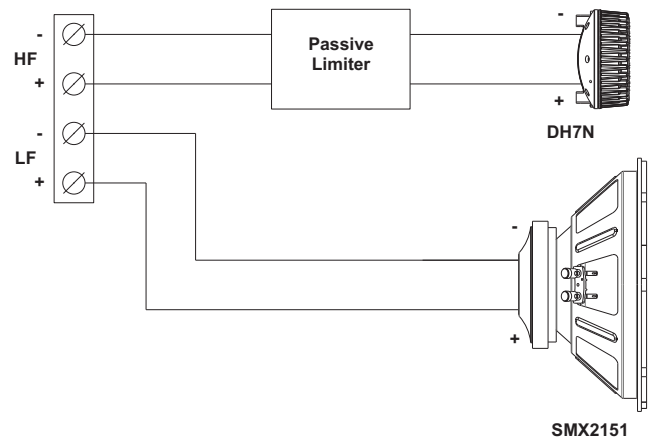 -
HF
+
-
LF
+
Passive
Limiter
-
+
DH7N
-
+
SMX2151